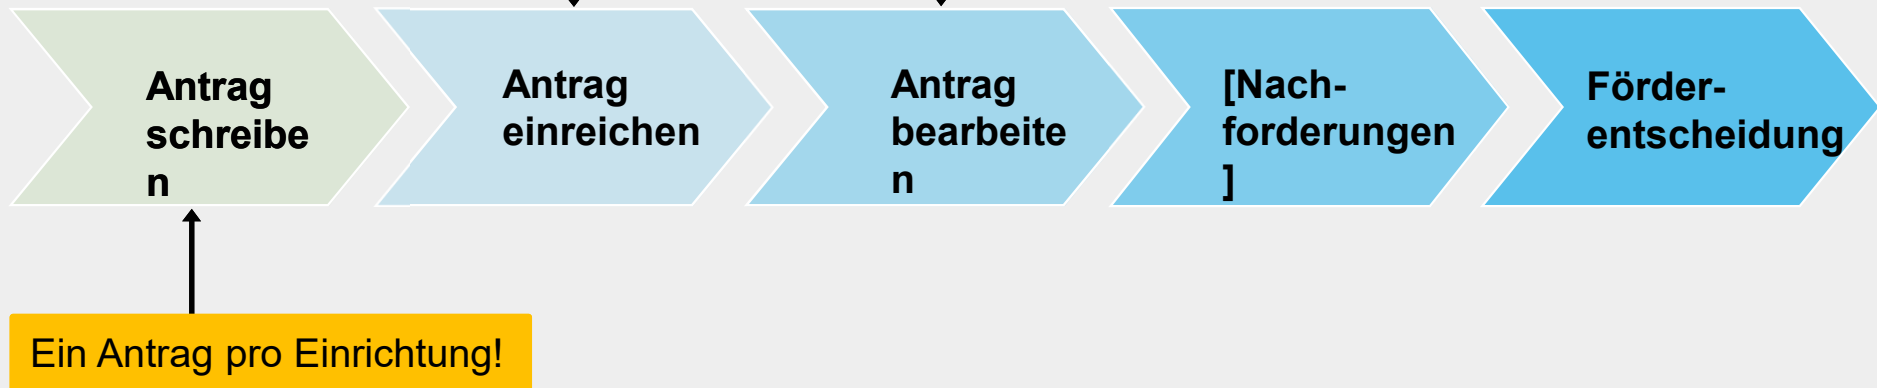 Antrag
schreibe
n
Antrag
einreichen
Antrag
bearbeite
n
[Nach-
forderungen
]
Förder-
entscheidung
Ein Antrag pro Einrichtung!